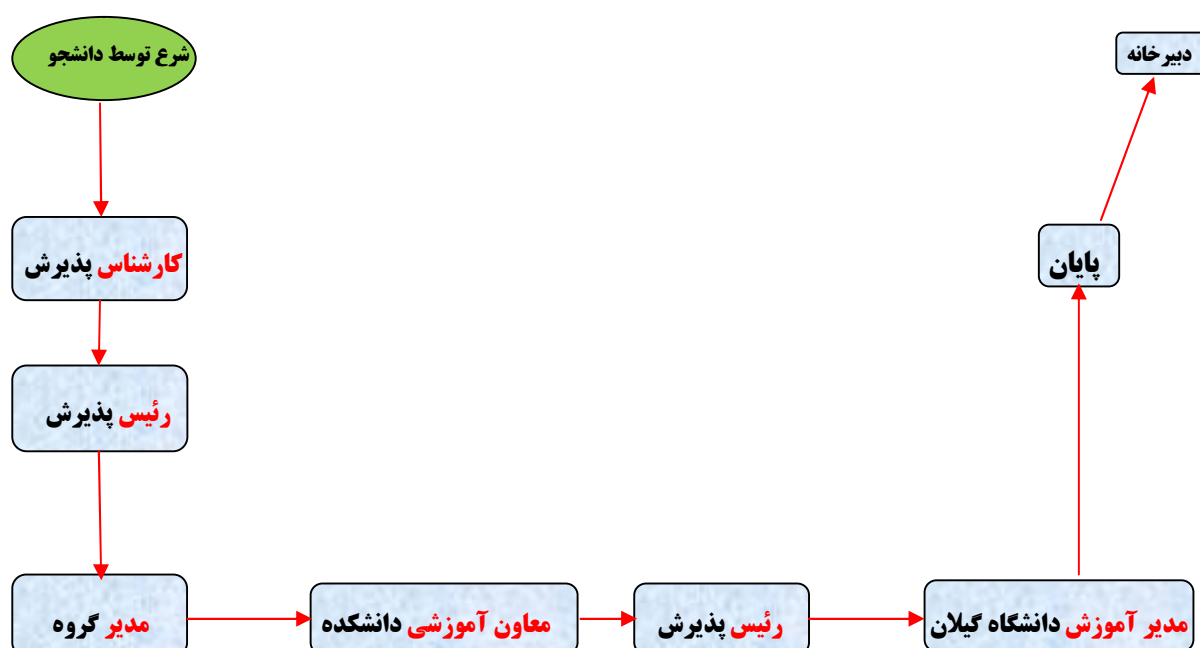 شرع توسط دانشجو
دبیرخانه
کارشناس پذیرش
پایان
رئیس پذیرش
مدیر گروه
معاون آموزشی دانشکده
رئیس پذیرش
مدیر آموزش دانشگاه گیلان